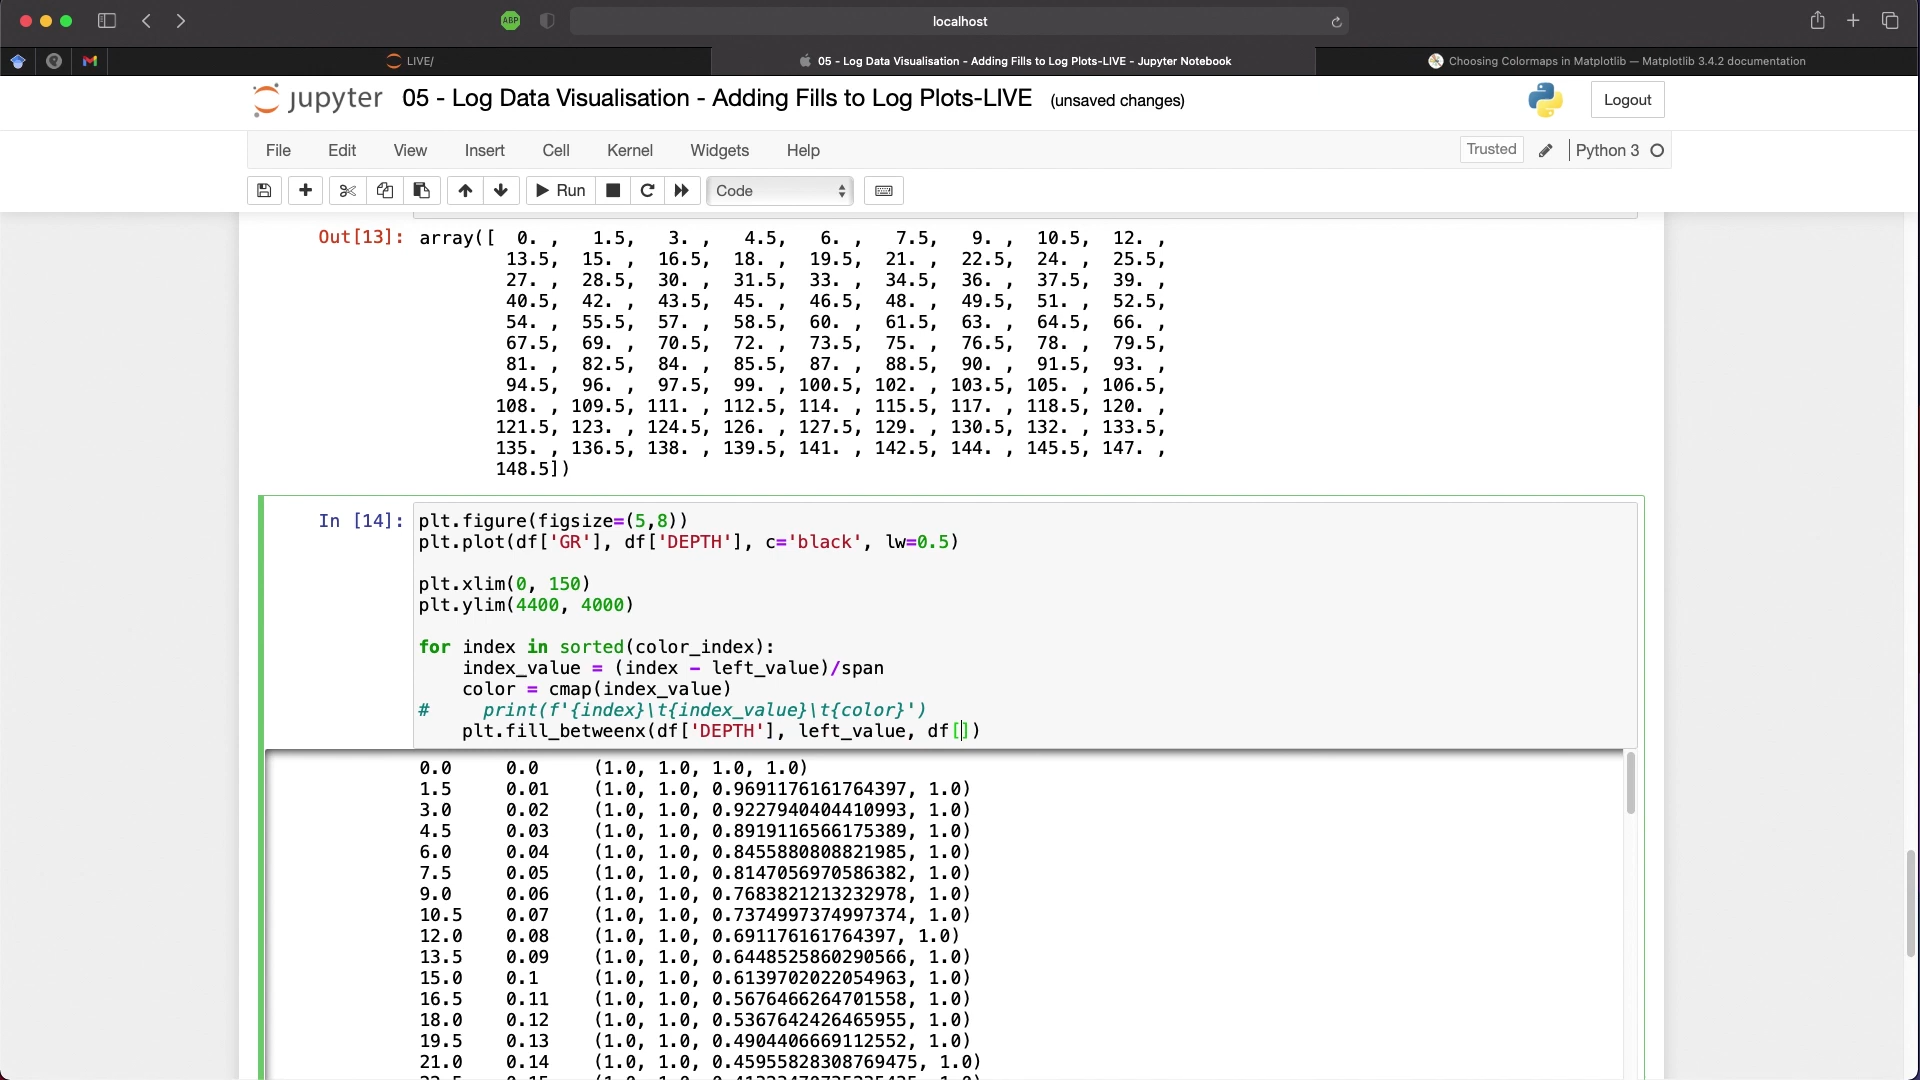 ABP
localhost
LIVE/
05 - Log Data Visualisation - Adding Fills to Log Plots-LIVE - Jupyter Notebook
Choosing Colormaps in Matplotlib — Matplotlib 3.4.2 documentation
jupyter 05 - Log Data Visualisation - Adding Fills to Log Plots-LIVE (unsaved changes)
Logout
File Edit View Insert Cell Kernel Widgets Help
Trusted
Python 3
Run
Code
Out[13]: array([ 0. , 1.5, 3. , 4.5, 6. , 7.5, 9. , 10.5, 12. ,
13.5, 15. , 16.5, 18. , 19.5, 21. , 22.5, 24. , 25.5,
27. , 28.5, 30. , 31.5, 33. , 34.5, 36. , 37.5, 39. ,
40.5, 42. , 43.5, 45. , 46.5, 48. , 49.5, 51. , 52.5,
54. , 55.5, 57. , 58.5, 60. , 61.5, 63. , 64.5, 66. ,
67.5, 69. , 70.5, 72. , 73.5, 75. , 76.5, 78. , 79.5,
81. , 82.5, 84. , 85.5, 87. , 88.5, 90. , 91.5, 93. ,
94.5, 96. , 97.5, 99. , 100.5, 102. , 103.5, 105. , 106.5,
108. , 109.5, 111. , 112.5, 114. , 115.5, 117. , 118.5, 120. ,
121.5, 123. , 124.5, 126. , 127.5, 129. , 130.5, 132. , 133.5,
135. , 136.5, 138. , 139.5, 141. , 142.5, 144. , 145.5, 147. ,
148.5])
In [14]: plt.figure(figsize=(5,8))
plt.plot(df['GR'], df['DEPTH'], c='black', lw=0.5)
plt.xlim(0, 150)
plt.ylim(4400, 4000)
for index in sorted(color_index):
index_value = (index - left_value)/span
color = cmap(index_value)
# print(f'{index}\t{index_value}\t{color}')
plt.fill_betweenx(df['DEPTH'], left_value, df[])
0.0 0.0 (1.0, 1.0, 1.0, 1.0)
1.5 0.01 (1.0, 1.0, 0.9691176161764397, 1.0)
3.0 0.02 (1.0, 1.0, 0.9227940404410993, 1.0)
4.5 0.03 (1.0, 1.0, 0.8919116566175389, 1.0)
6.0 0.04 (1.0, 1.0, 0.8455880808821985, 1.0)
7.5 0.05 (1.0, 1.0, 0.8147056970586382, 1.0)
9.0 0.06 (1.0, 1.0, 0.7683821213232978, 1.0)
10.5 0.07 (1.0, 1.0, 0.7374997374997374, 1.0)
12.0 0.08 (1.0, 1.0, 0.691176161764397, 1.0)
13.5 0.09 (1.0, 1.0, 0.6448525860290566, 1.0)
15.0 0.1 (1.0, 1.0, 0.6139702022054963, 1.0)
16.5 0.11 (1.0, 1.0, 0.5676466264701558, 1.0)
18.0 0.12 (1.0, 1.0, 0.5367642426465955, 1.0)
19.5 0.13 (1.0, 1.0, 0.4904406669112552, 1.0)
21.0 0.14 (1.0, 1.0, 0.45955828308769475, 1.0)